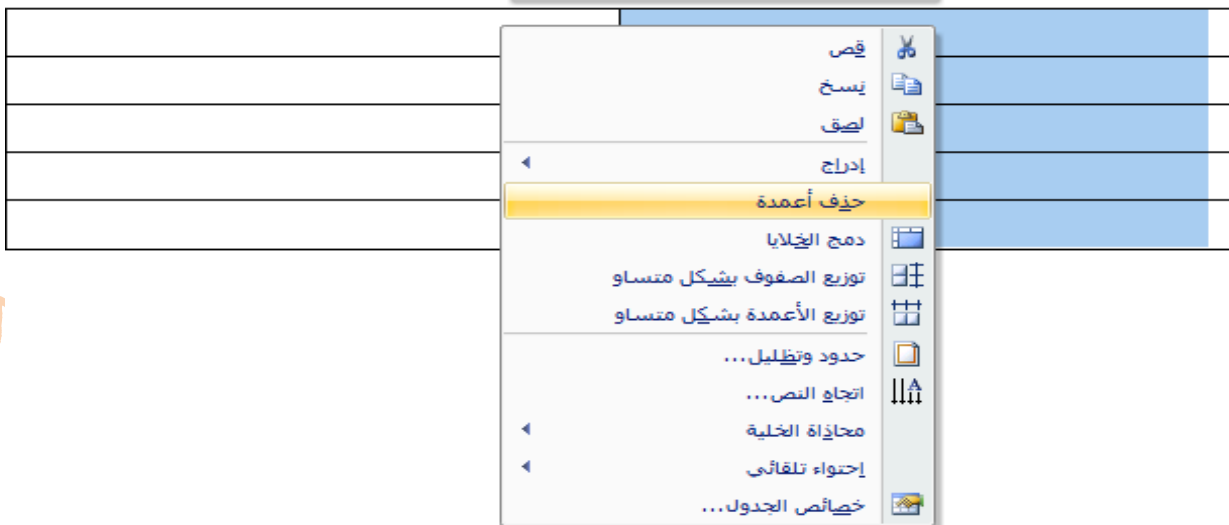 قص
نسخ
لصق
إدراج
حذف أعمدة
دمج الخلايا
توزيع الصفوف بشكل متساو
توزيع الأعمدة بشكل متساو
حدود وتظليل...
اتجاه النص...
محاذاة الخلية
إحتواء تلقائي
خصائص الجدول...